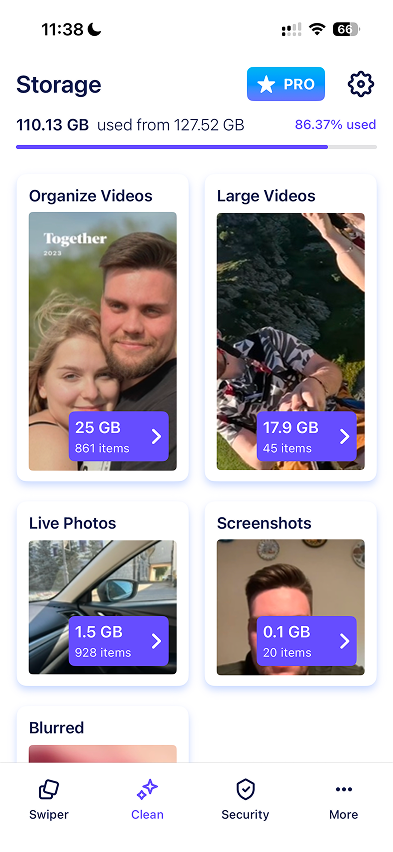 11:38
66
Storage
PRO
110.13 GB used from 127.52 GB
86.37% used
Organize Videos
Together
2023
25 GB
861 items
Large Videos
17.9 GB
45 items
Live Photos
1.5 GB
928 items
Screenshots
0.1 GB
20 items
Blurred
Swiper
Clean
Security
More